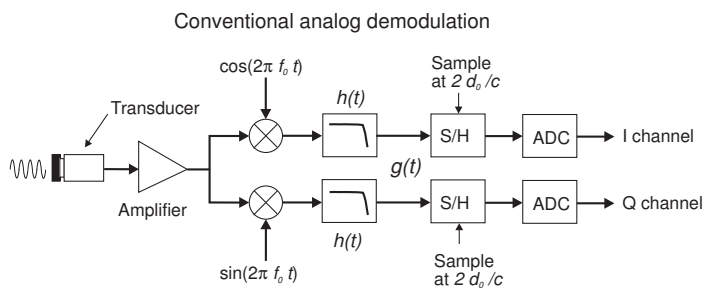 Conventional analog demodulation
cos(2π f₀ t)
Sample
at 2 d₀ /c
Transducer
h(t)
S/H
ADC
I channel
g(t)
Amplifier
S/H
ADC
Q channel
h(t)
sin(2π f₀ t)
Sample
at 2 d₀ /c